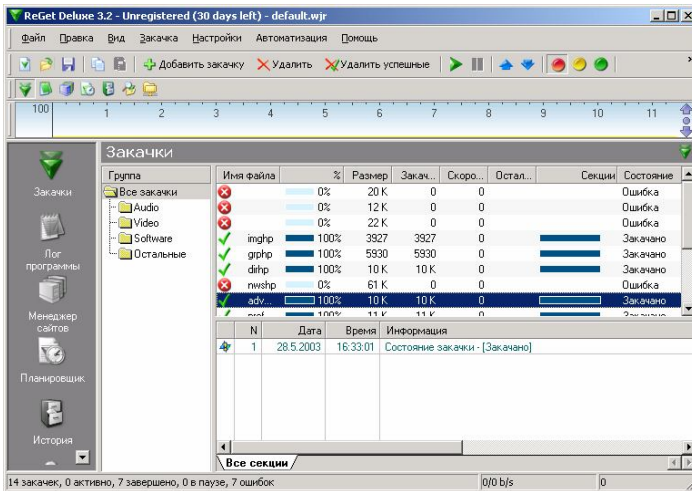 ReGet Deluxe 3.2 - Unregistered (30 days left) - default.wjr
Файл Правка Вид Закачка Настройки Автоматизация Помощь
Добавить закачку Удалить Удалить успешные
100 1 2 3 4 5 6 7 8 9 10 11
Закачки
Закачки
Лог программы
Менеджер сайтов
Планировщик
История
Группа
Все закачки
Audio
Video
Software
Остальные
Имя файла % Размер Закач... Скоро... Остал... Секции Состояние
0% 20 K 0 0 Ошибка
0% 12 K 0 0 Ошибка
0% 22 K 0 0 Ошибка
imghp 100% 3927 3927 0 Закачано
grphp 100% 5930 5930 0 Закачано
dirhp 100% 10 K 10 K 0 Закачано
nwshp 0% 61 K 0 0 Ошибка
adv... 100% 10 K 10 K 0 Закачано
100% 11 K 11 K 0
N Дата Время Информация
1 28.5.2003 16:33:01 Состояние закачки - [Закачано]
Все секции
14 закачек, 0 активно, 7 завершено, 0 в паузе, 7 ошибок 0/0 b/s 0